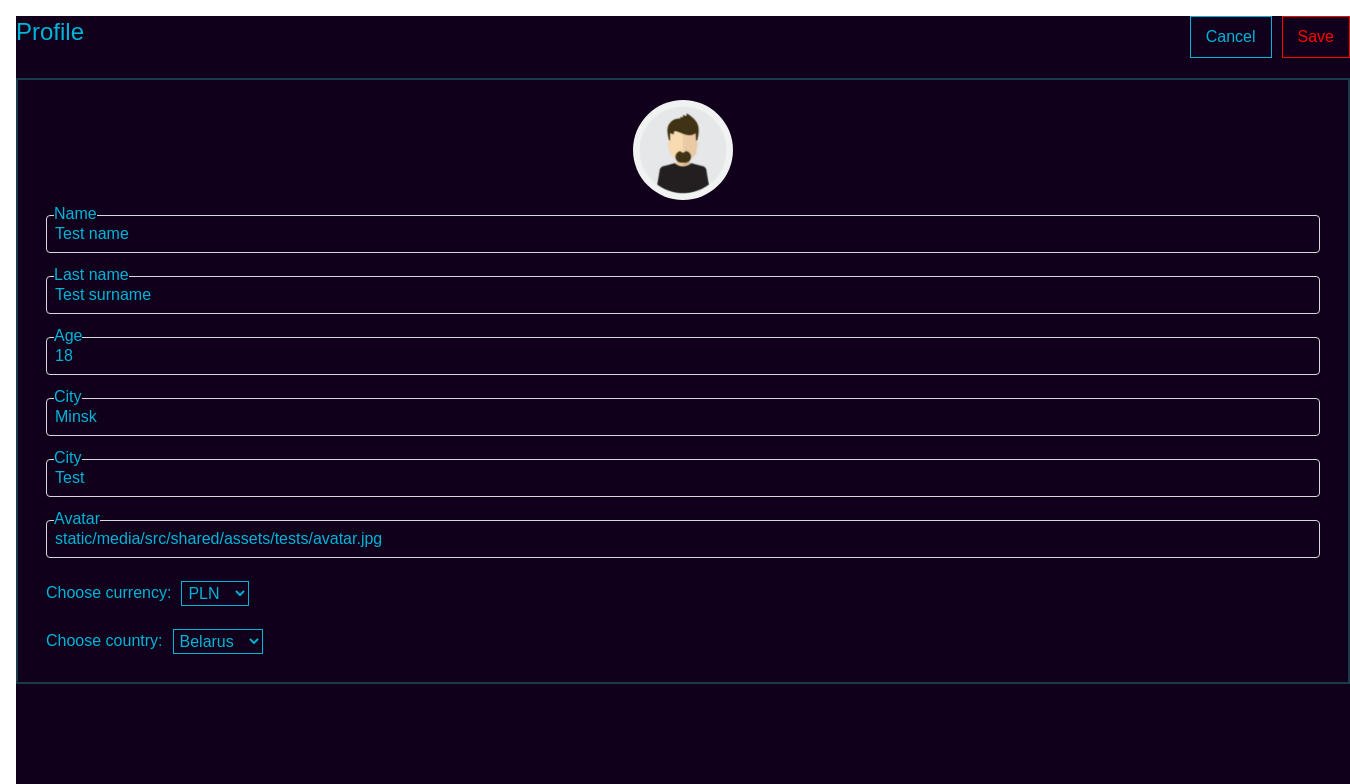 Profile
Cancel
Save
Name
Test name
Last name
Test surname
Age
18
City
Minsk
City
Test
Avatar
static/media/src/shared/assets/tests/avatar.jpg
Choose currency: PLN
Choose country: Belarus